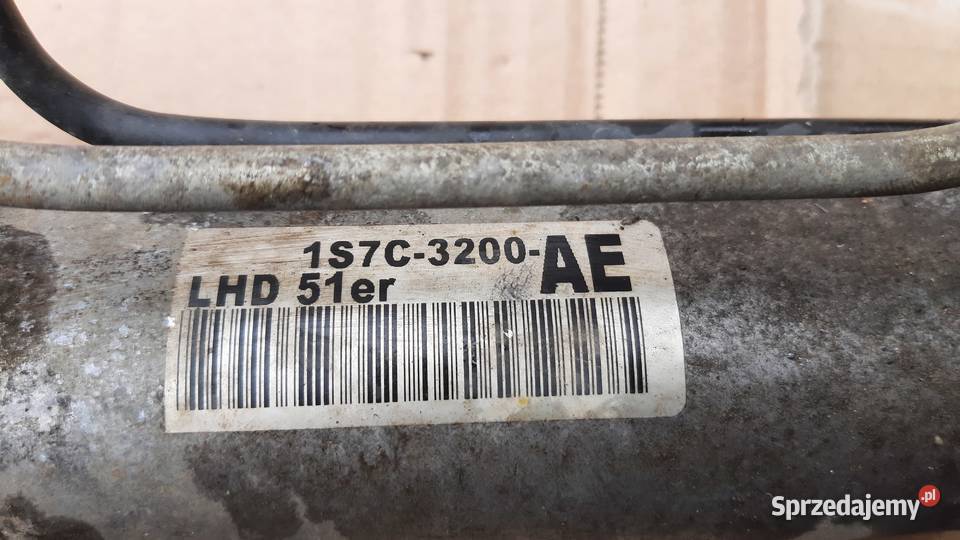 1S7C-3200-AE
LHD 51er
Sprzedajemy.pl